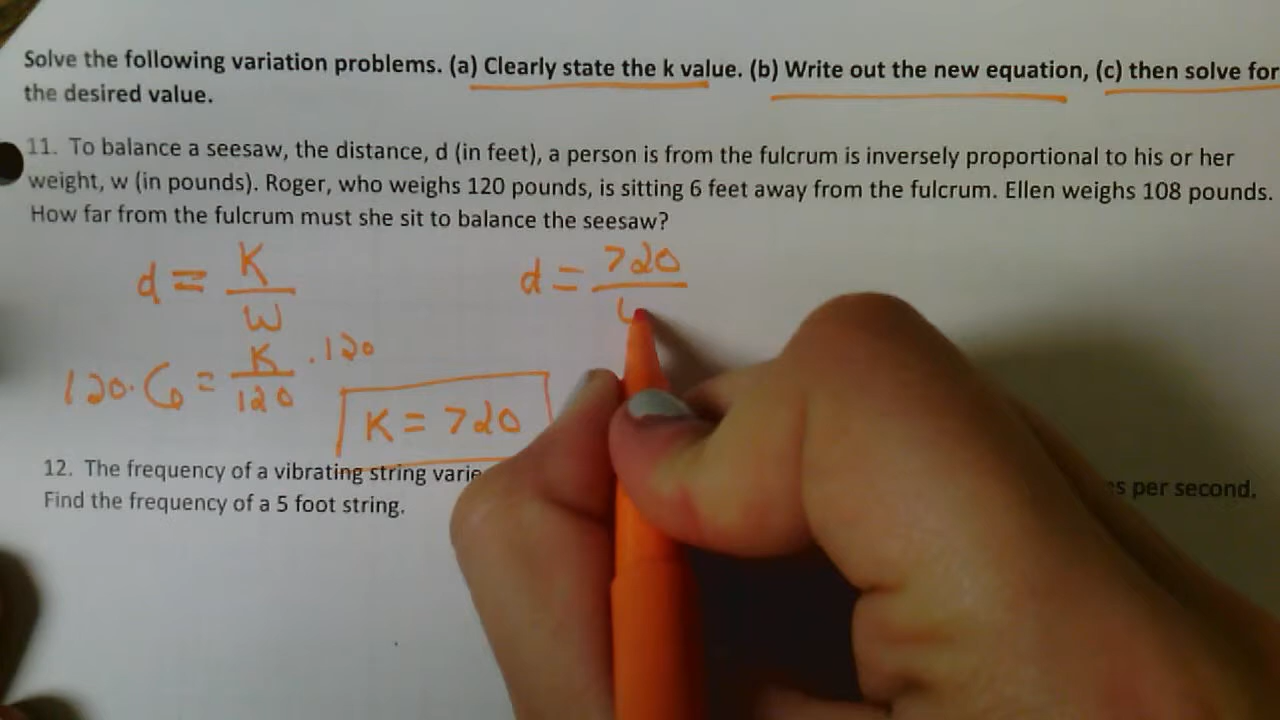 Solve the following variation problems. (a) Clearly state the k value. (b) Write out the new equation, (c) then solve for
the desired value.
11. To balance a seesaw, the distance, d (in feet), a person is from the fulcrum is inversely proportional to his or her
weight, w (in pounds). Roger, who weighs 120 pounds, is sitting 6 feet away from the fulcrum. Ellen weighs 108 pounds.
How far from the fulcrum must she sit to balance the seesaw?
d = K/W
d = 720/
120·6 = K/120 ·120
K = 720
12. The frequency of a vibrating string
per second.
Find the frequency of a 5 foot string.